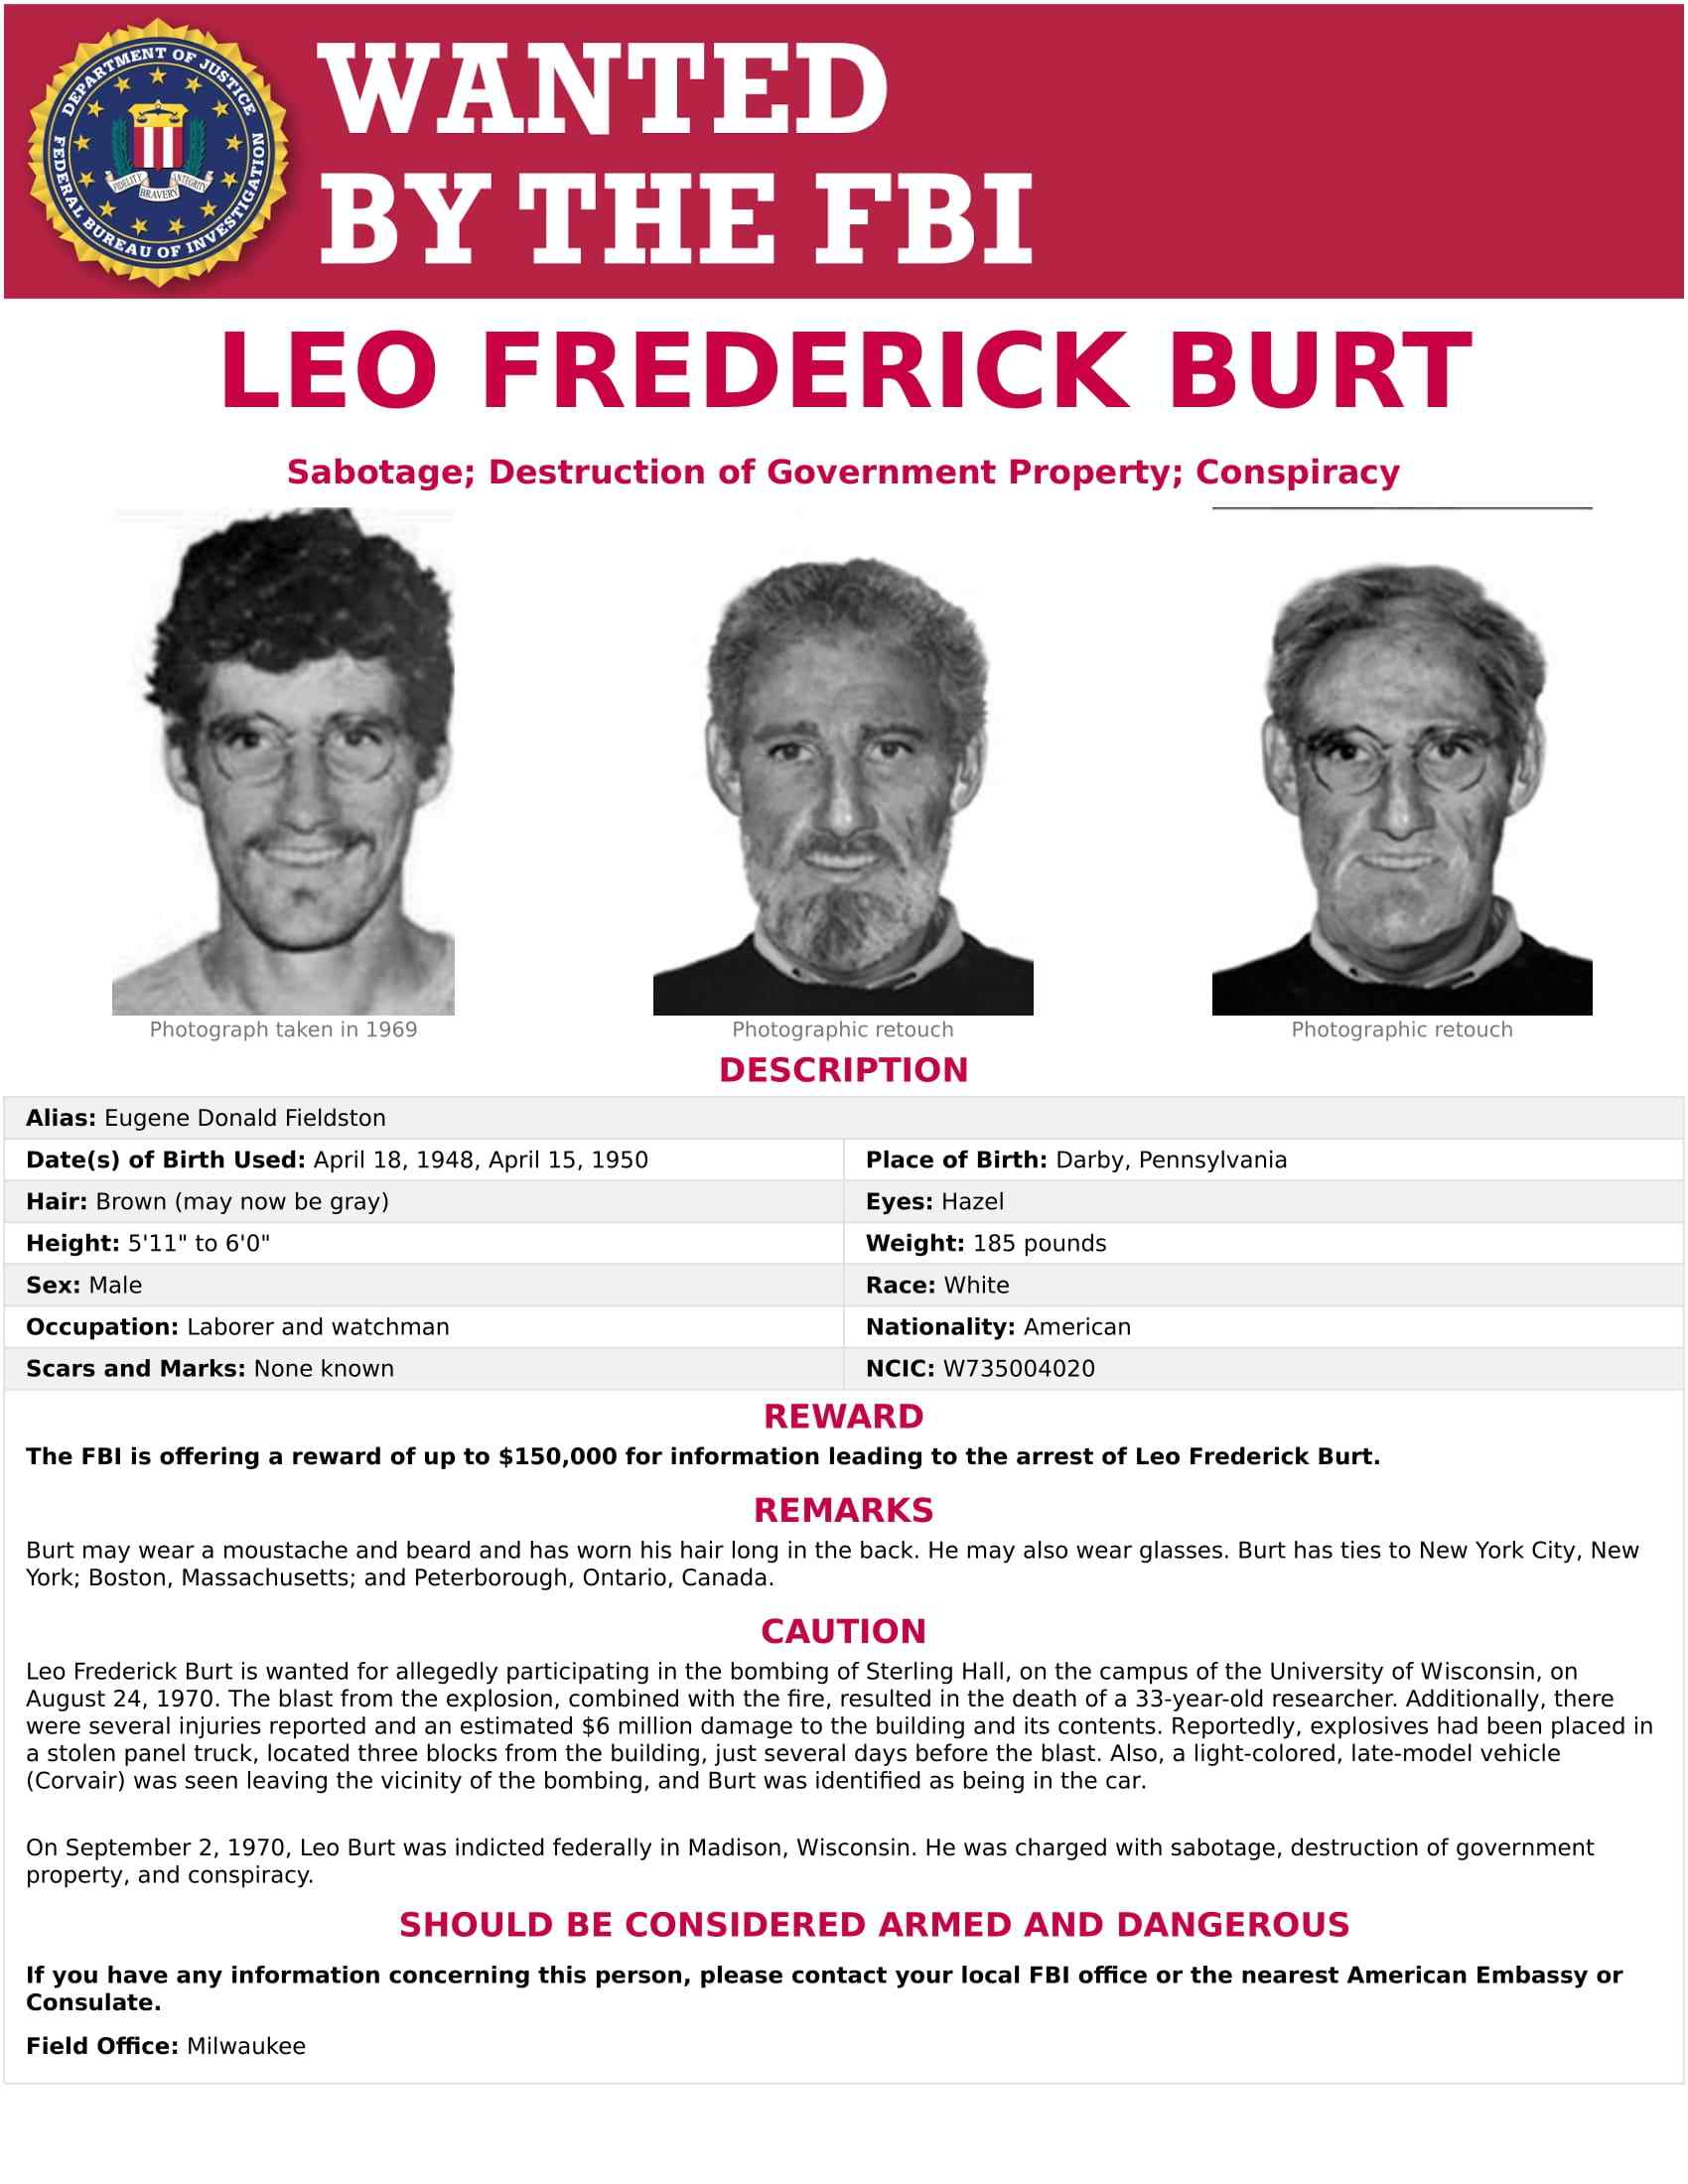 DEPARTMENT OF JUSTICE
FEDERAL BUREAU OF INVESTIGATION
FIDELITY BRAVERY INTEGRITY
WANTED
BY THE FBI
LEO FREDERICK BURT
Sabotage; Destruction of Government Property; Conspiracy
Photograph taken in 1969
Photographic retouch
Photographic retouch
DESCRIPTION
Alias: Eugene Donald Fieldston
Date(s) of Birth Used: April 18, 1948, April 15, 1950
Place of Birth: Darby, Pennsylvania
Hair: Brown (may now be gray)
Eyes: Hazel
Height: 5'11" to 6'0"
Weight: 185 pounds
Sex: Male
Race: White
Occupation: Laborer and watchman
Nationality: American
Scars and Marks: None known
NCIC: W735004020
REWARD
The FBI is offering a reward of up to $150,000 for information leading to the arrest of Leo Frederick Burt.
REMARKS
Burt may wear a moustache and beard and has worn his hair long in the back. He may also wear glasses. Burt has ties to New York City, New
York; Boston, Massachusetts; and Peterborough, Ontario, Canada.
CAUTION
Leo Frederick Burt is wanted for allegedly participating in the bombing of Sterling Hall, on the campus of the University of Wisconsin, on
August 24, 1970. The blast from the explosion, combined with the fire, resulted in the death of a 33-year-old researcher. Additionally, there
were several injuries reported and an estimated $6 million damage to the building and its contents. Reportedly, explosives had been placed in
a stolen panel truck, located three blocks from the building, just several days before the blast. Also, a light-colored, late-model vehicle
(Corvair) was seen leaving the vicinity of the bombing, and Burt was identified as being in the car.
On September 2, 1970, Leo Burt was indicted federally in Madison, Wisconsin. He was charged with sabotage, destruction of government
property, and conspiracy.
SHOULD BE CONSIDERED ARMED AND DANGEROUS
If you have any information concerning this person, please contact your local FBI office or the nearest American Embassy or
Consulate.
Field Office: Milwaukee